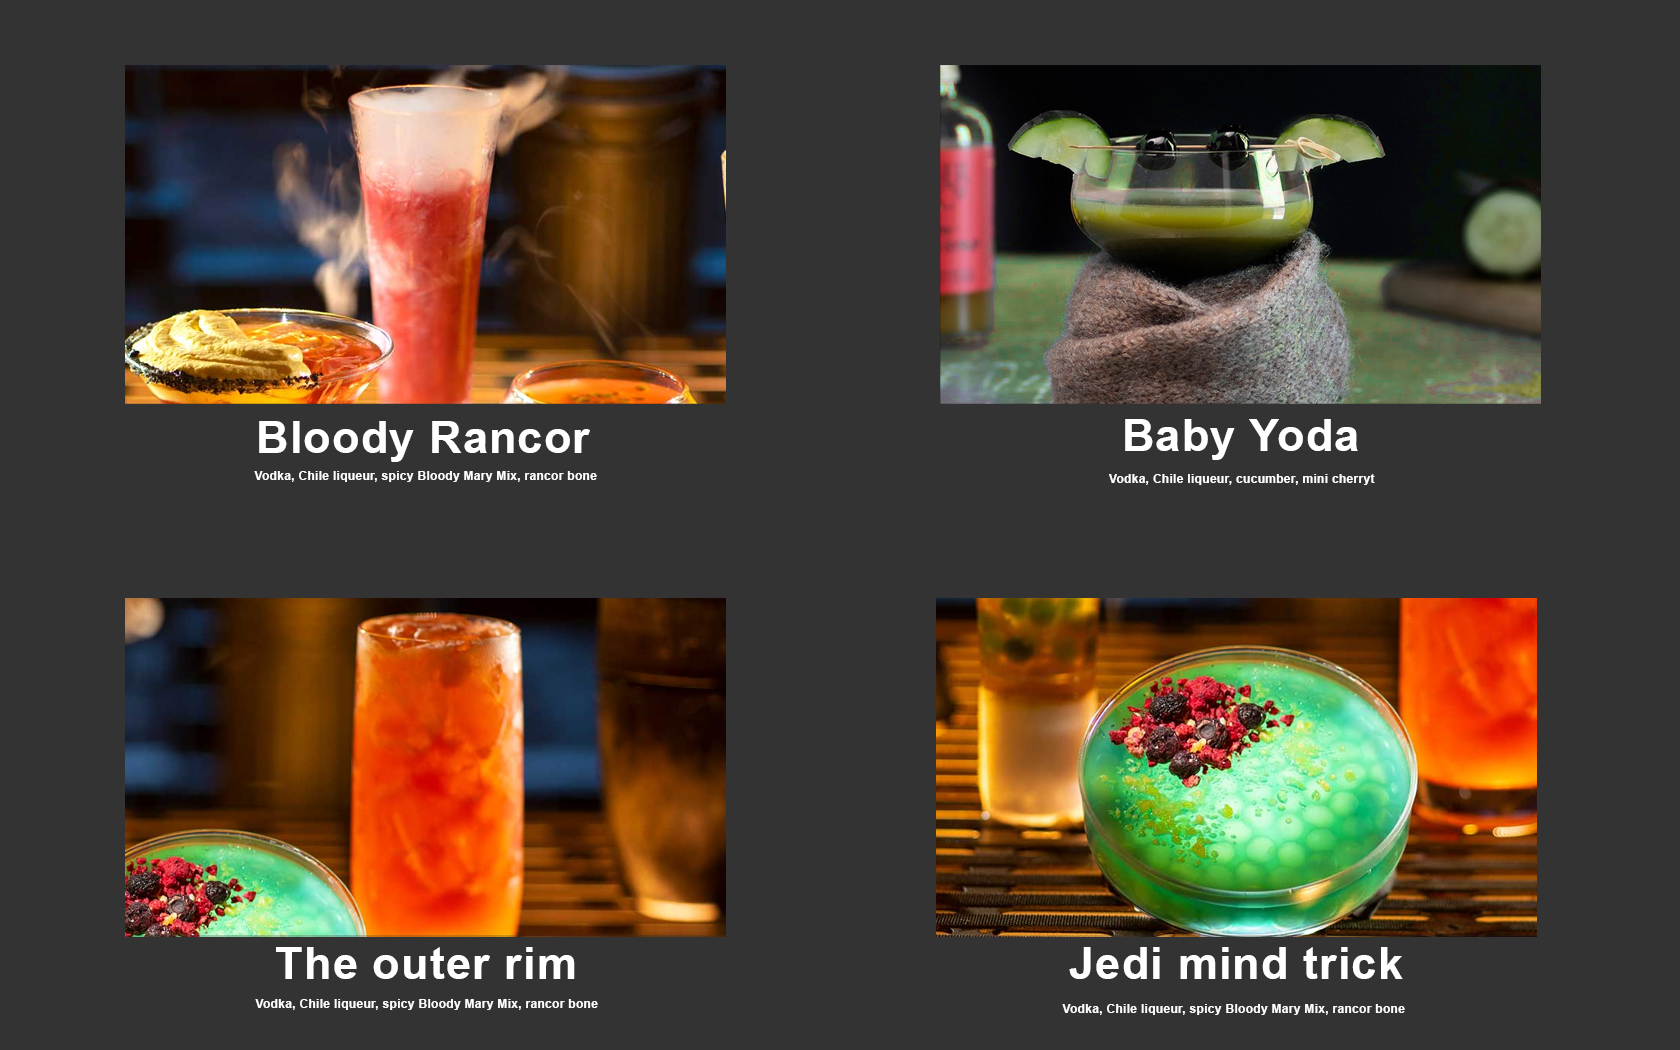 Bloody Rancor
Vodka, Chile liqueur, spicy Bloody Mary Mix, rancor bone
Baby Yoda
Vodka, Chile liqueur, cucumber, mini cherryt
The outer rim
Vodka, Chile liqueur, spicy Bloody Mary Mix, rancor bone
Jedi mind trick
Vodka, Chile liqueur, spicy Bloody Mary Mix, rancor bone